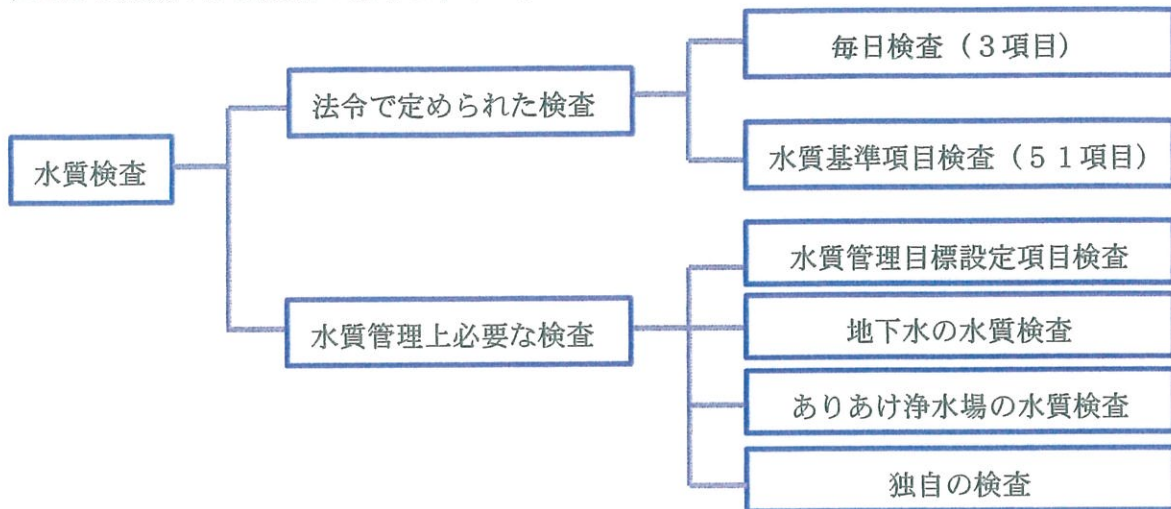 水質検査
法令で定められた検査
毎日検査（３項目）
水質基準項目検査（５１項目）
水質管理上必要な検査
水質管理目標設定項目検査
地下水の水質検査
ありあけ浄水場の水質検査
独自の検査